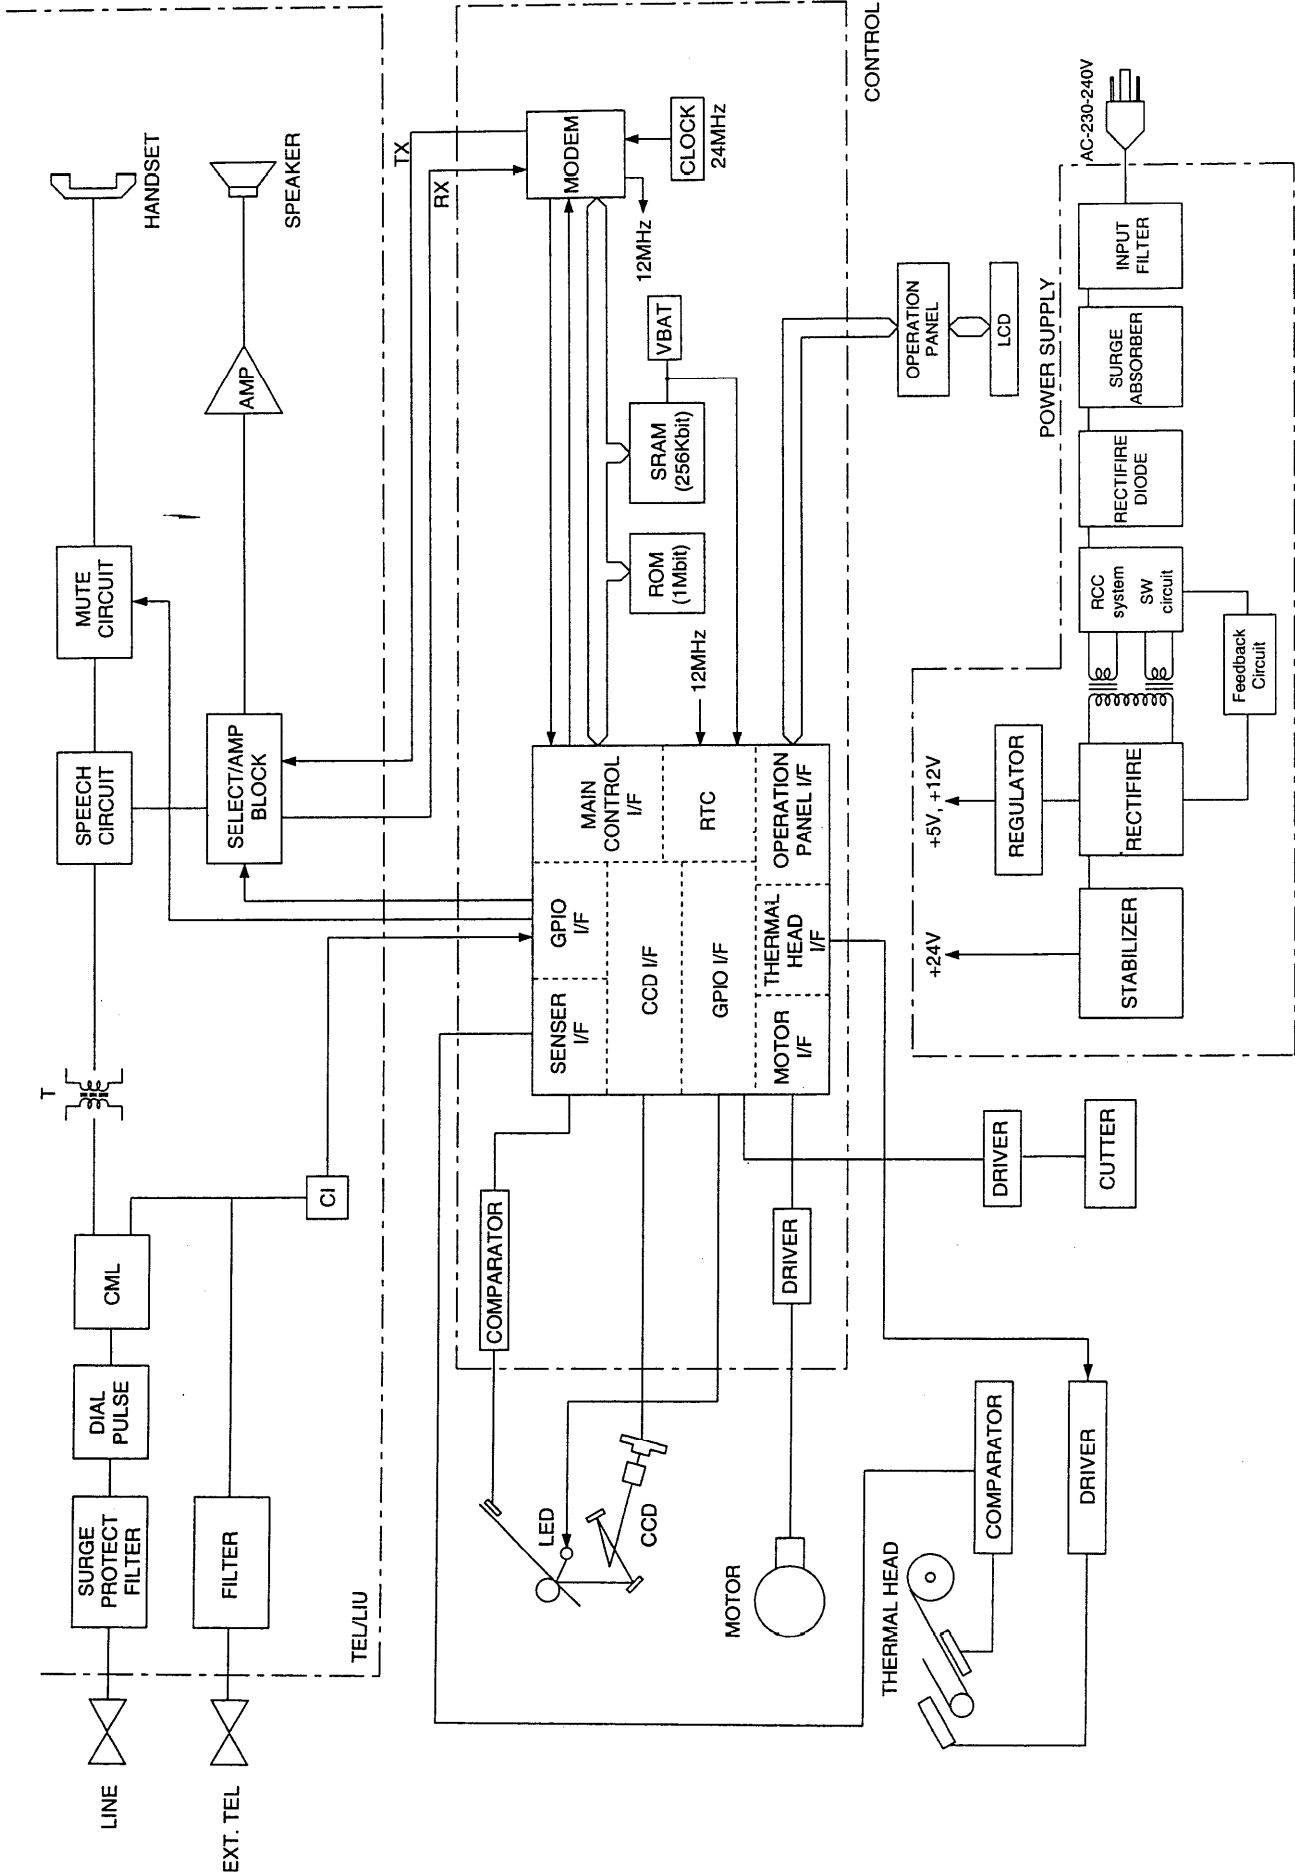 LINE
EXT. TEL
SURGE
PROTECT
FILTER
DIAL
PULSE
CML
T
SPEECH
CIRCUIT
MUTE
CIRCUIT
HANDSET
FILTER
CI
SELECT/AMP
BLOCK
AMP
SPEAKER
TEL/LIU
TX
RX
COMPARATOR
SENSER
I/F
GPIO
I/F
MAIN
CONTROL
I/F
CCD I/F
RTC
GPIO I/F
MOTOR
I/F
THERMAL
HEAD
I/F
OPERATION
PANEL I/F
12MHz
ROM
(1Mbit)
SRAM
(256Kbit)
VBAT
12MHz
MODEM
CLOCK
24MHz
CONTROL
LED
CCD
MOTOR
DRIVER
THERMAL HEAD
COMPARATOR
DRIVER
DRIVER
CUTTER
OPERATION
PANEL
LCD
POWER SUPPLY
AC-230-240V
+24V
+5V, +12V
REGULATOR
STABILIZER
RECTIFIRE
RCC
system
SW
circuit
RECTIFIRE
DIODE
SURGE
ABSORBER
INPUT
FILTER
Feedback
Circuit